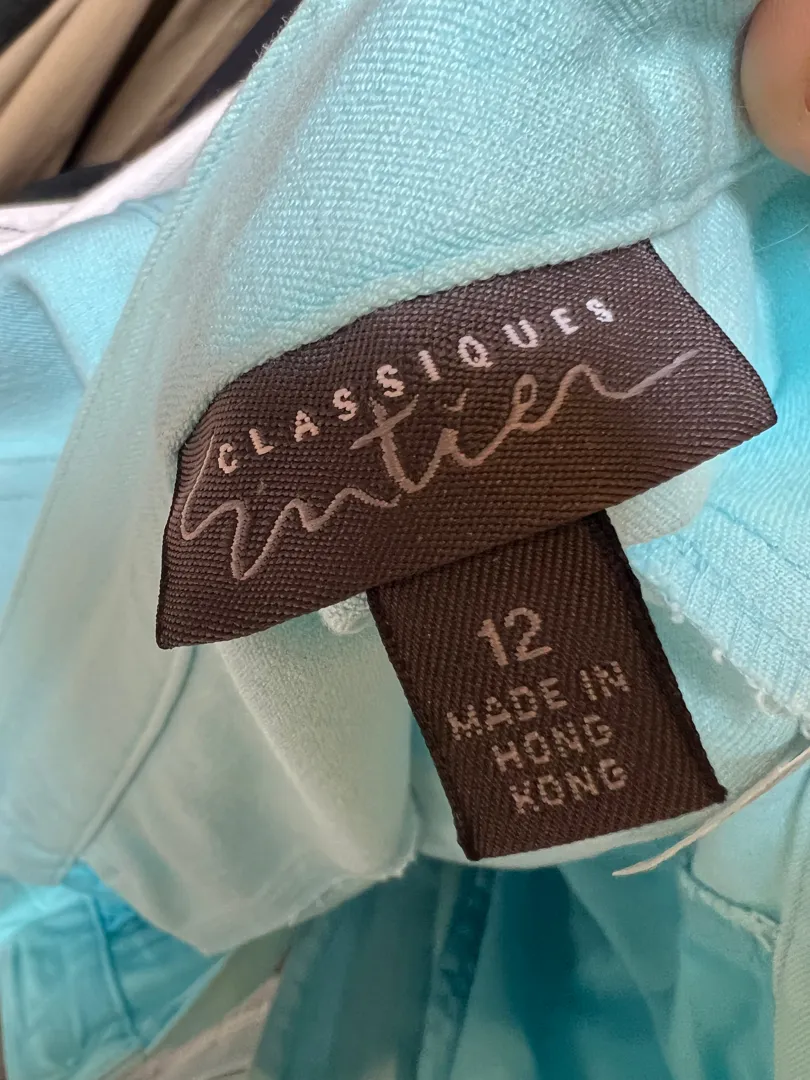 CLASSIQUES
Entier
12
MADE IN
HONG
KONG